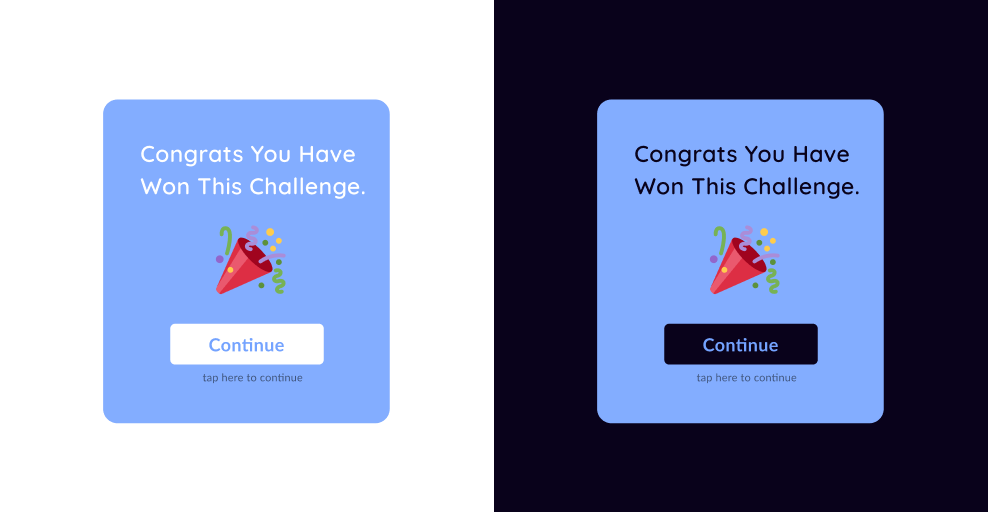 Congrats You Have
Won This Challenge.
Continue
tap here to continue
Congrats You Have
Won This Challenge.
Continue
tap here to continue